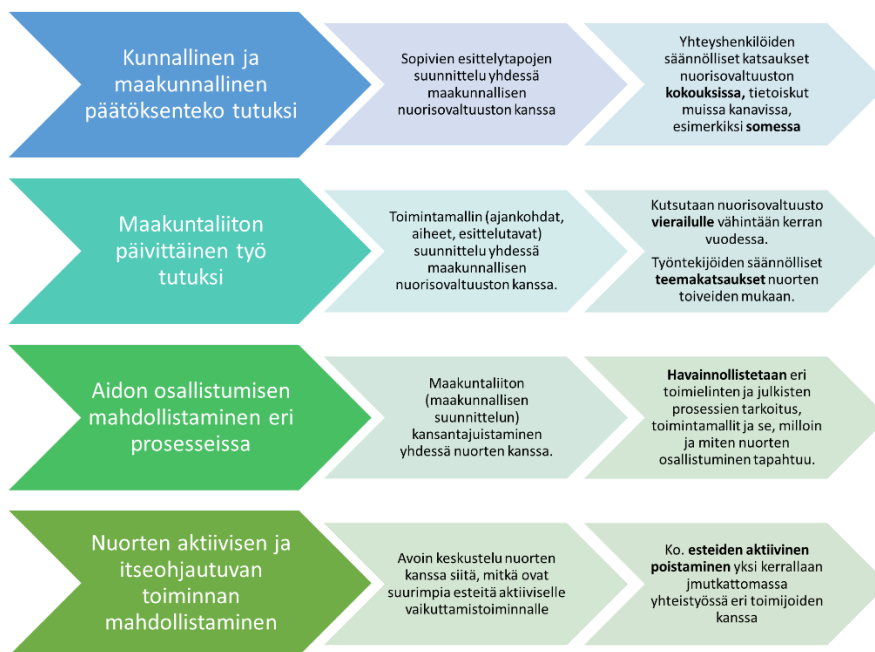 Kunnallinen ja
maakunnallinen
päätöksenteko tutuksi
Sopivien esittelytapojen
suunnittelu yhdessä
maakunnallisen
nuorisovaltuuston kanssa
Yhteyshenkilöiden
säännölliset katsaukset
nuorisovaltuuston
kokouksissa, tietoiskut
muissa kanavissa,
esimerkiksi somessa
Maakuntaliiton
päivittäinen työ
tutuksi
Toimintamallin (ajankohdat,
aiheet, esittelutavat)
suunnittelu yhdessä
maakunnallisen
nuorisovaltuuston kanssa.
Kutsutaan nuorisovaltuusto
vierailulle vähintään kerran
vuodessa.
Työntekijöiden säännölliset
teemakatsaukset nuorten
toiveiden mukaan.
Aidon osallistumisen
mahdollistaminen eri
prosesseissa
Maakuntaliiton
(maakunnallisen
suunnittelun)
kansantajuistaminen
yhdessä nuorten kanssa.
Havainnollistetaan eri
toimielinten ja julkisten
prosessien tarkoitus,
toimintamallit ja se, milloin
ja miten nuorten
osallistuminen tapahtuu.
Nuorten aktiivisen ja
itseohjautuvan
toiminnan
mahdollistaminen
Avoin keskustelu nuorten
kanssa siitä, mitkä ovat
suurimpia esteitä aktiiviselle
vaikuttamistoiminnalle
Ko. esteiden aktiivinen
poistaminen yksi kerrallaan
jmutkattomassa
yhteistyössä eri toimijoiden
kanssa